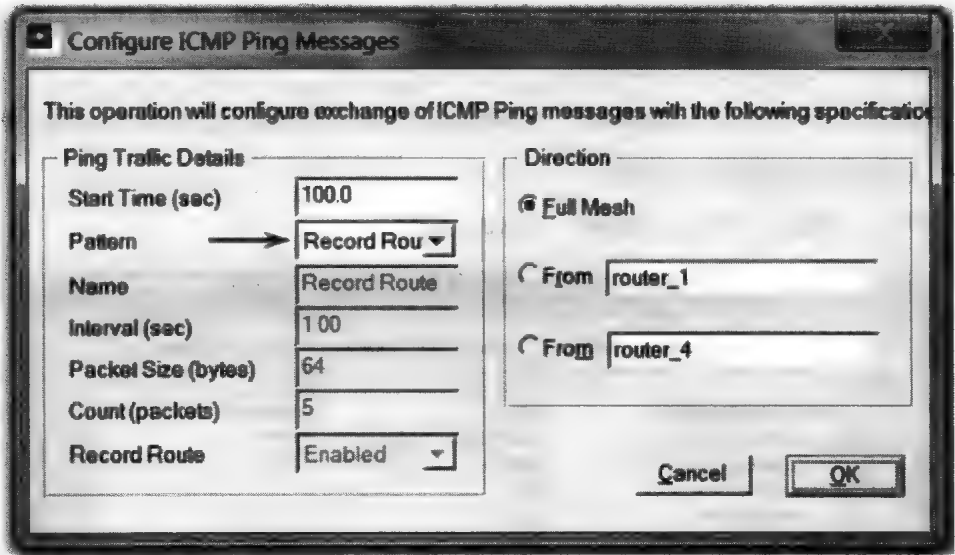 Configure ICMP Ping Messages
This operation will configure exchange of ICMP Ping messages with the following specification
Ping Traffic Details
Start Time (sec) 100.0
Pattern Record Rou
Name Record Route
Interval (sec) 1 00
Packet Size (bytes) 64
Count (packets) 5
Record Route Enabled
Direction
Full Mesh
From router_1
From router_4
Cancel OK